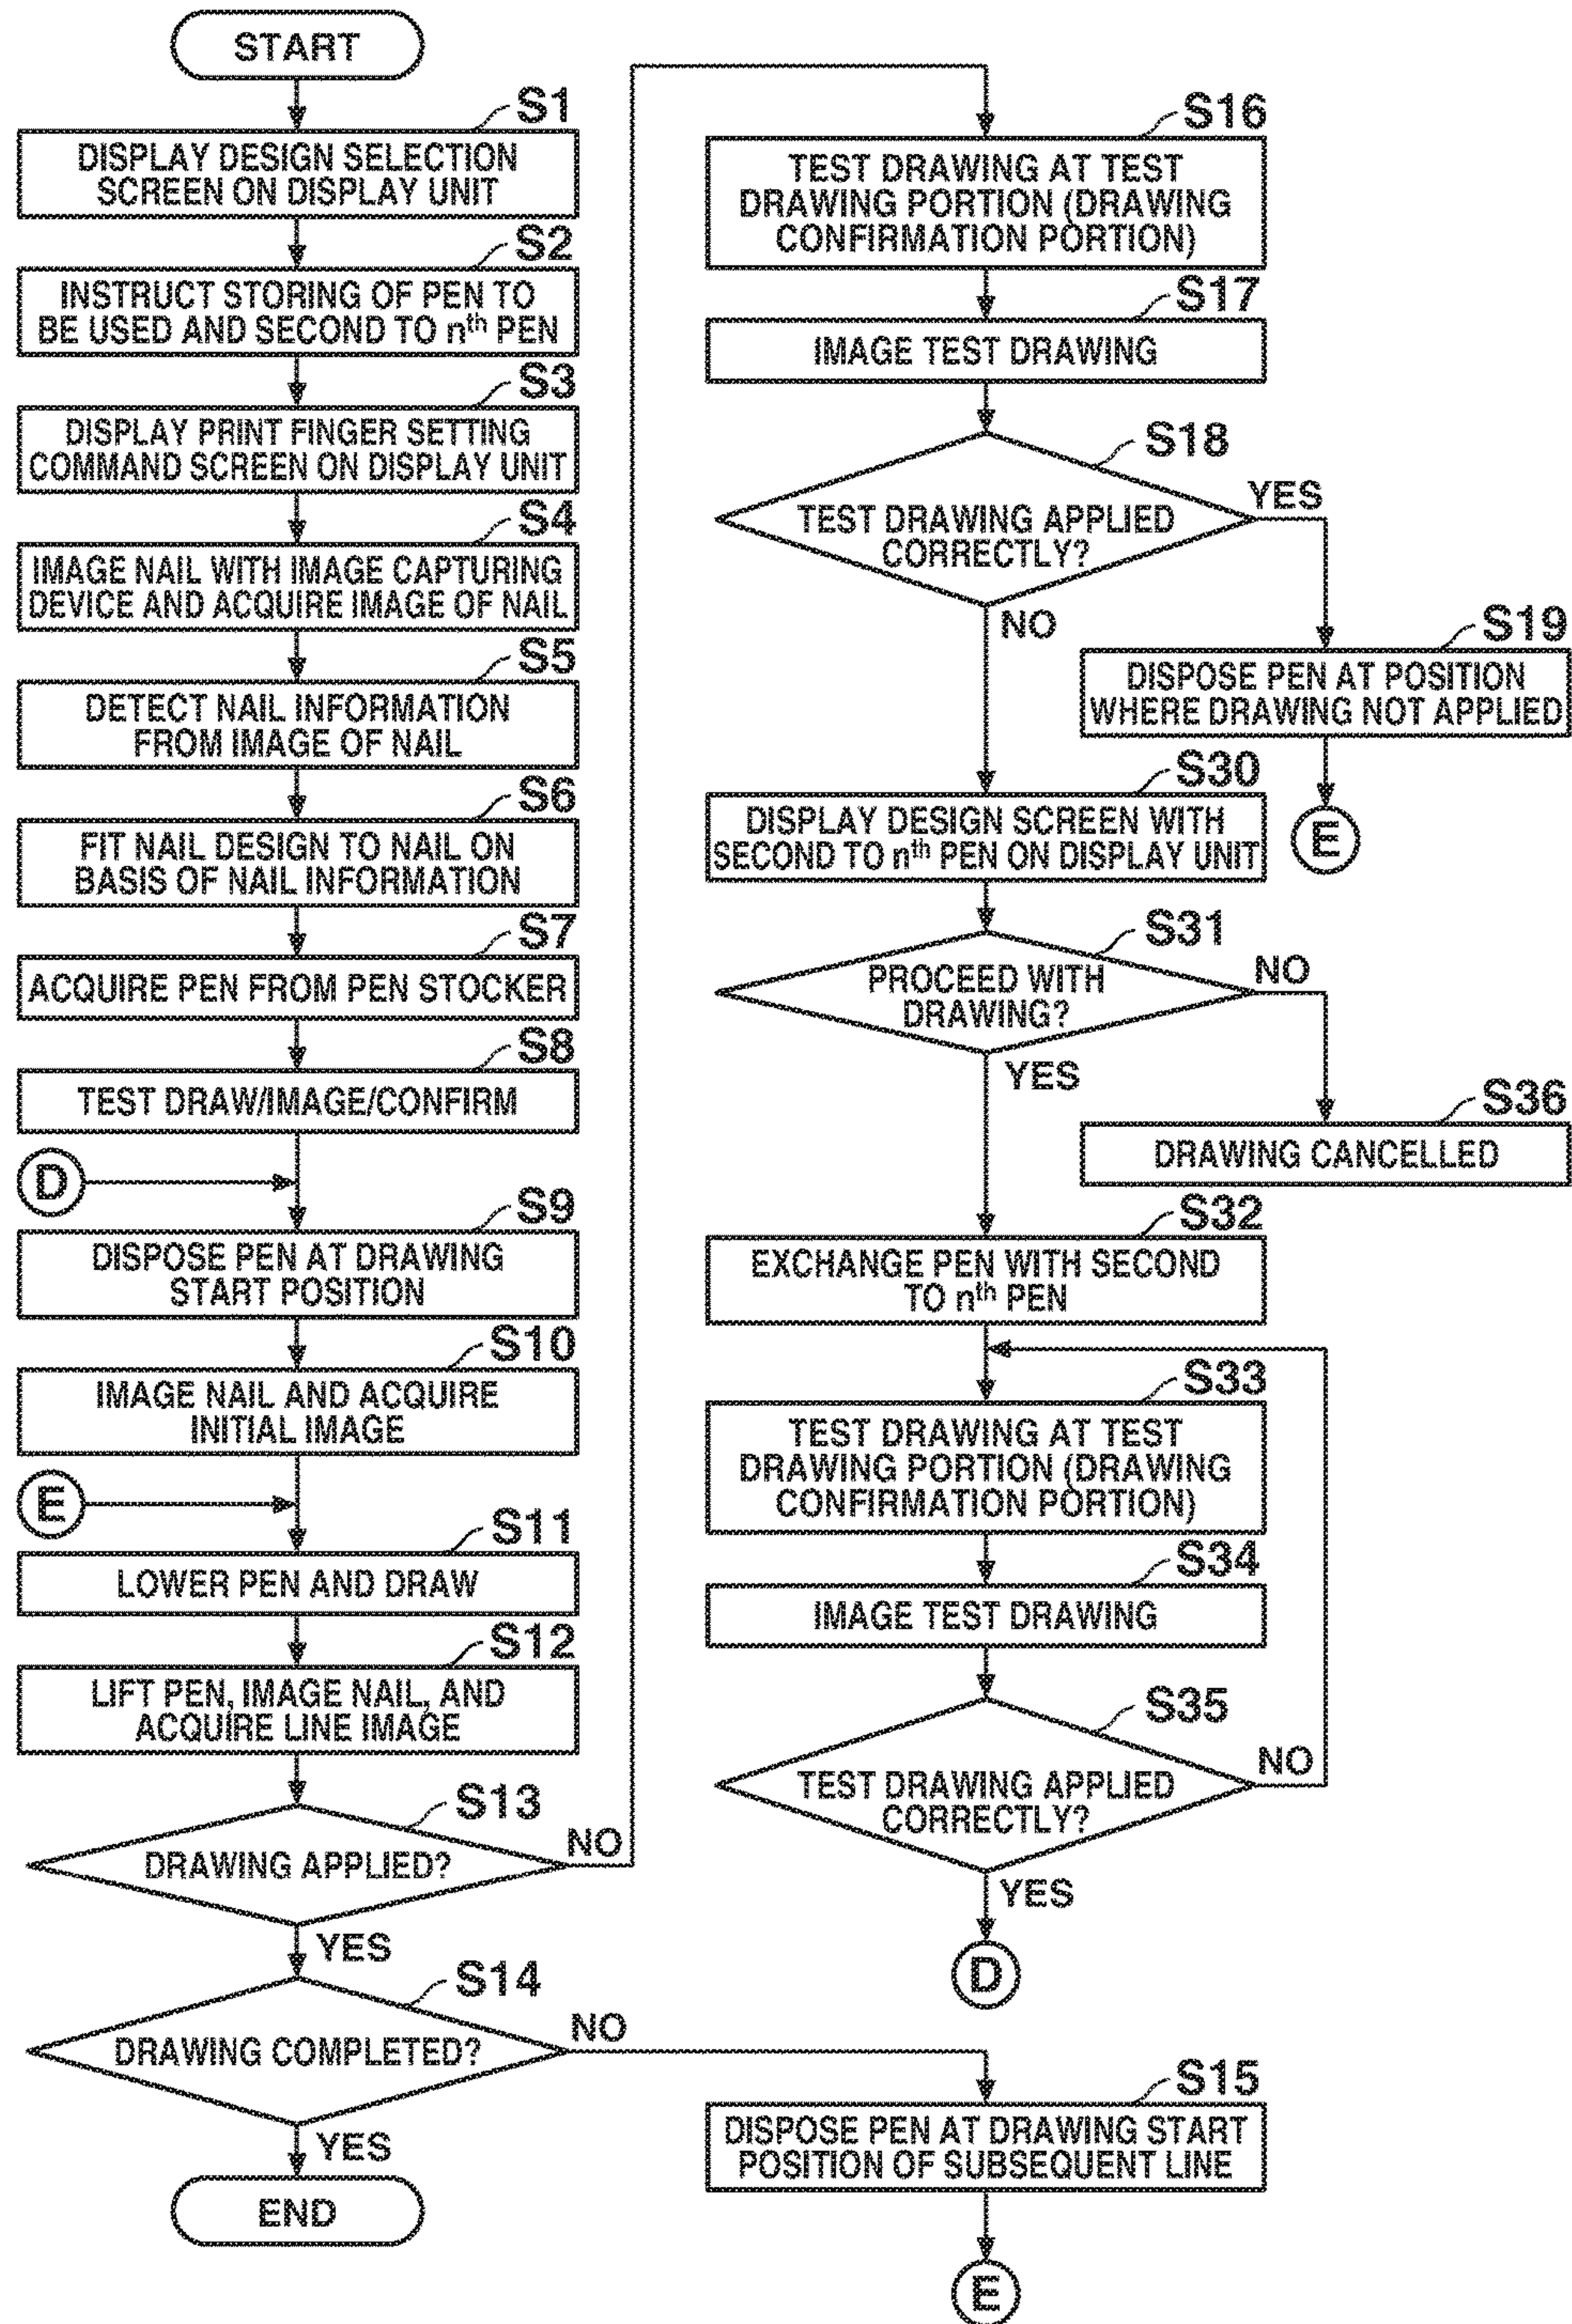 START
S1
DISPLAY DESIGN SELECTION
SCREEN ON DISPLAY UNIT
S2
INSTRUCT STORING OF PEN TO
BE USED AND SECOND TO nth PEN
S3
DISPLAY PRINT FINGER SETTING
COMMAND SCREEN ON DISPLAY UNIT
S4
IMAGE NAIL WITH IMAGE CAPTURING
DEVICE AND ACQUIRE IMAGE OF NAIL
S5
DETECT NAIL INFORMATION
FROM IMAGE OF NAIL
S6
FIT NAIL DESIGN TO NAIL ON
BASIS OF NAIL INFORMATION
S7
ACQUIRE PEN FROM PEN STOCKER
S8
TEST DRAW/IMAGE/CONFIRM
D
S9
DISPOSE PEN AT DRAWING
START POSITION
S10
IMAGE NAIL AND ACQUIRE
INITIAL IMAGE
E
S11
LOWER PEN AND DRAW
S12
LIFT PEN, IMAGE NAIL, AND
ACQUIRE LINE IMAGE
S13
DRAWING APPLIED?
NO
YES
S14
DRAWING COMPLETED?
NO
YES
END
S16
TEST DRAWING AT TEST
DRAWING PORTION (DRAWING
CONFIRMATION PORTION)
S17
IMAGE TEST DRAWING
S18
TEST DRAWING APPLIED
CORRECTLY?
YES
NO
S19
DISPOSE PEN AT POSITION
WHERE DRAWING NOT APPLIED
E
S30
DISPLAY DESIGN SCREEN WITH
SECOND TO nth PEN ON DISPLAY UNIT
S31
PROCEED WITH
DRAWING?
NO
YES
S36
DRAWING CANCELLED
S32
EXCHANGE PEN WITH SECOND
TO nth PEN
S33
TEST DRAWING AT TEST
DRAWING PORTION (DRAWING
CONFIRMATION PORTION)
S34
IMAGE TEST DRAWING
S35
TEST DRAWING APPLIED
CORRECTLY?
NO
YES
D
S15
DISPOSE PEN AT DRAWING START
POSITION OF SUBSEQUENT LINE
E